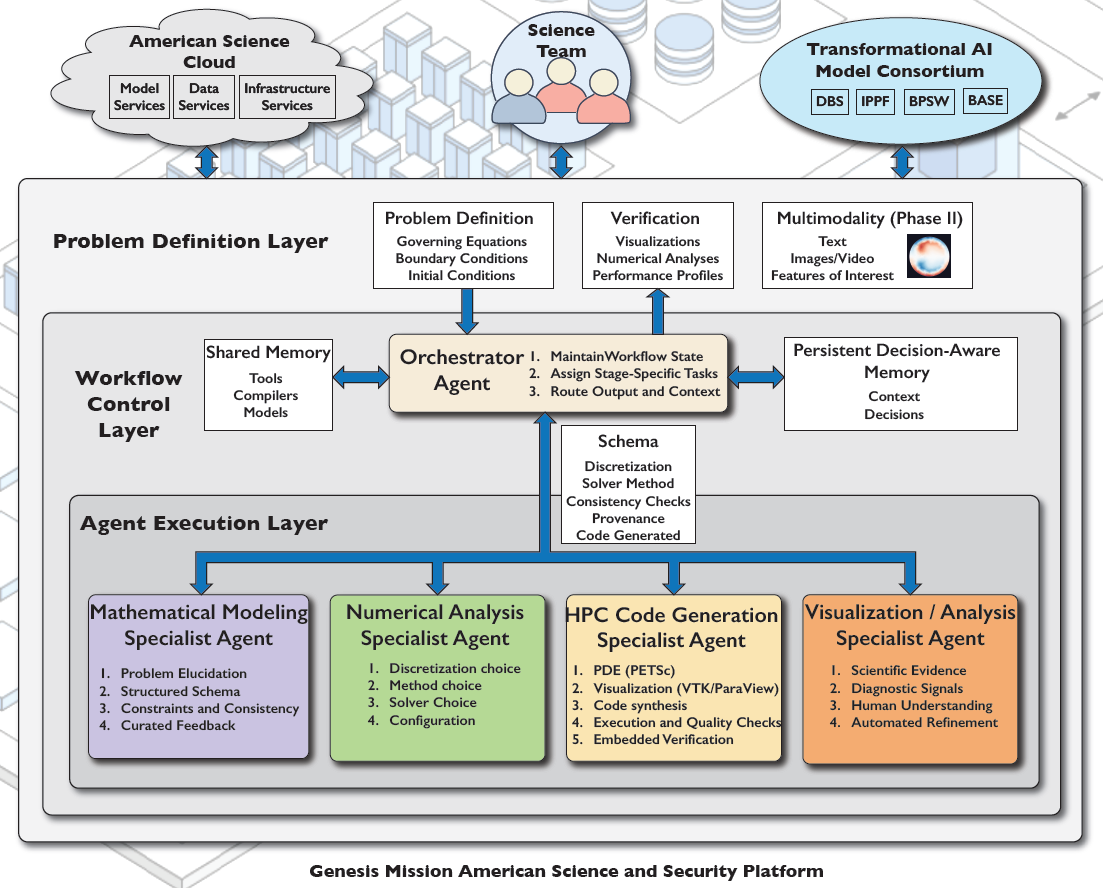 American Science
Cloud
Model
Services
Data
Services
Infrastructure
Services
Science
Team
Transformational AI
Model Consortium
DBS
IPPF
BPSW
BASE
Problem Definition Layer
Problem Definition
Governing Equations
Boundary Conditions
Initial Conditions
Verification
Visualizations
Numerical Analyses
Performance Profiles
Multimodality (Phase II)
Text
Images/Video
Features of Interest
Workflow
Control
Layer
Shared Memory
Tools
Compilers
Models
Orchestrator
Agent
1. MaintainWorkflow State
2. Assign Stage-Specific Tasks
3. Route Output and Context
Persistent Decision-Aware
Memory
Context
Decisions
Schema
Discretization
Solver Method
Consistency Checks
Provenance
Code Generated
Agent Execution Layer
Mathematical Modeling
Specialist Agent
1. Problem Elucidation
2. Structured Schema
3. Constraints and Consistency
4. Curated Feedback
Numerical Analysis
Specialist Agent
1. Discretization choice
2. Method choice
3. Solver Choice
4. Configuration
HPC Code Generation
Specialist Agent
1. PDE (PETSc)
2. Visualization (VTK/ParaView)
3. Code synthesis
4. Execution and Quality Checks
5. Embedded Verification
Visualization / Analysis
Specialist Agent
1. Scientific Evidence
2. Diagnostic Signals
3. Human Understanding
4. Automated Refinement
Genesis Mission American Science and Security Platform